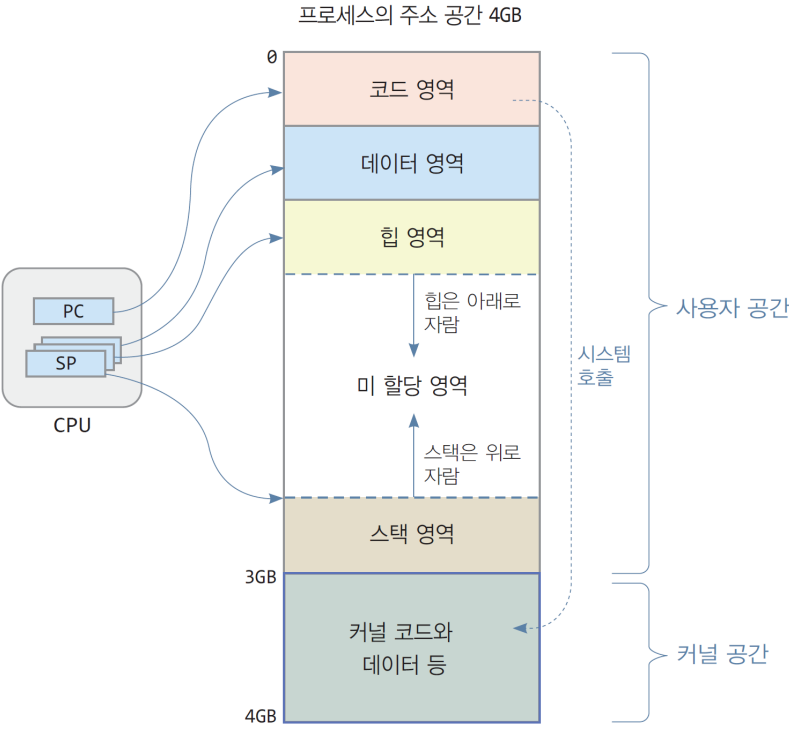 프로세스의 주소 공간 4GB
0
코드 영역
데이터 영역
힙 영역
PC
SP
CPU
힙은 아래로
자람
미 할당 영역
스택은 위로
자람
시스템
호출
사용자 공간
스택 영역
3GB
커널 코드와
데이터 등
커널 공간
4GB